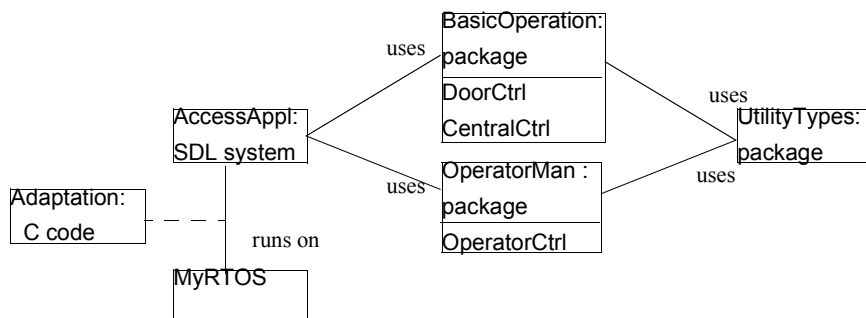 BasicOperation:
package
DoorCtrl
CentralCtrl
uses
uses
AccessAppl:
SDL system
UtilityTypes:
package
uses
OperatorMan :
package
OperatorCtrl
uses
Adaptation:
C code
runs on
MyRTOS